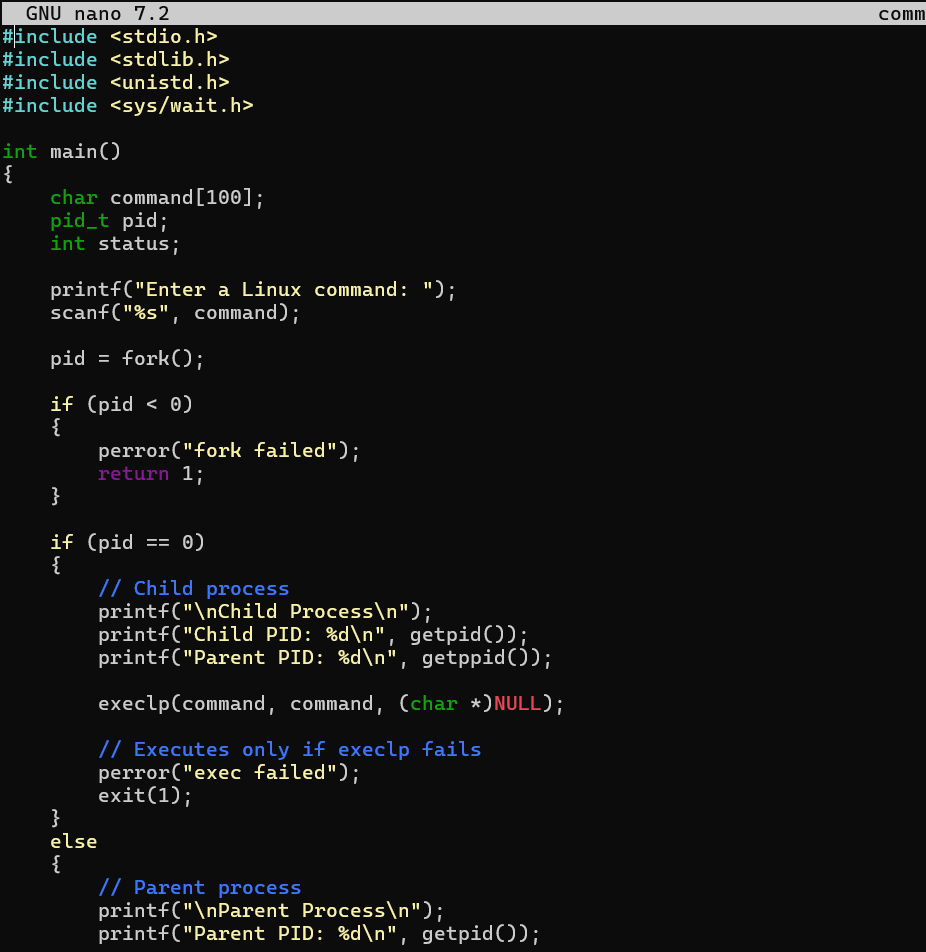 GNU nano 7.2 comm
#include <stdio.h>
#include <stdlib.h>
#include <unistd.h>
#include <sys/wait.h>

int main()
{
    char command[100];
    pid_t pid;
    int status;

    printf("Enter a Linux command: ");
    scanf("%s", command);

    pid = fork();

    if (pid < 0)
    {
        perror("fork failed");
        return 1;
    }

    if (pid == 0)
    {
        // Child process
        printf("\nChild Process\n");
        printf("Child PID: %d\n", getpid());
        printf("Parent PID: %d\n", getppid());

        execlp(command, command, (char *)NULL);

        // Executes only if execlp fails
        perror("exec failed");
        exit(1);
    }
    else
    {
        // Parent process
        printf("\nParent Process\n");
        printf("Parent PID: %d\n", getpid());